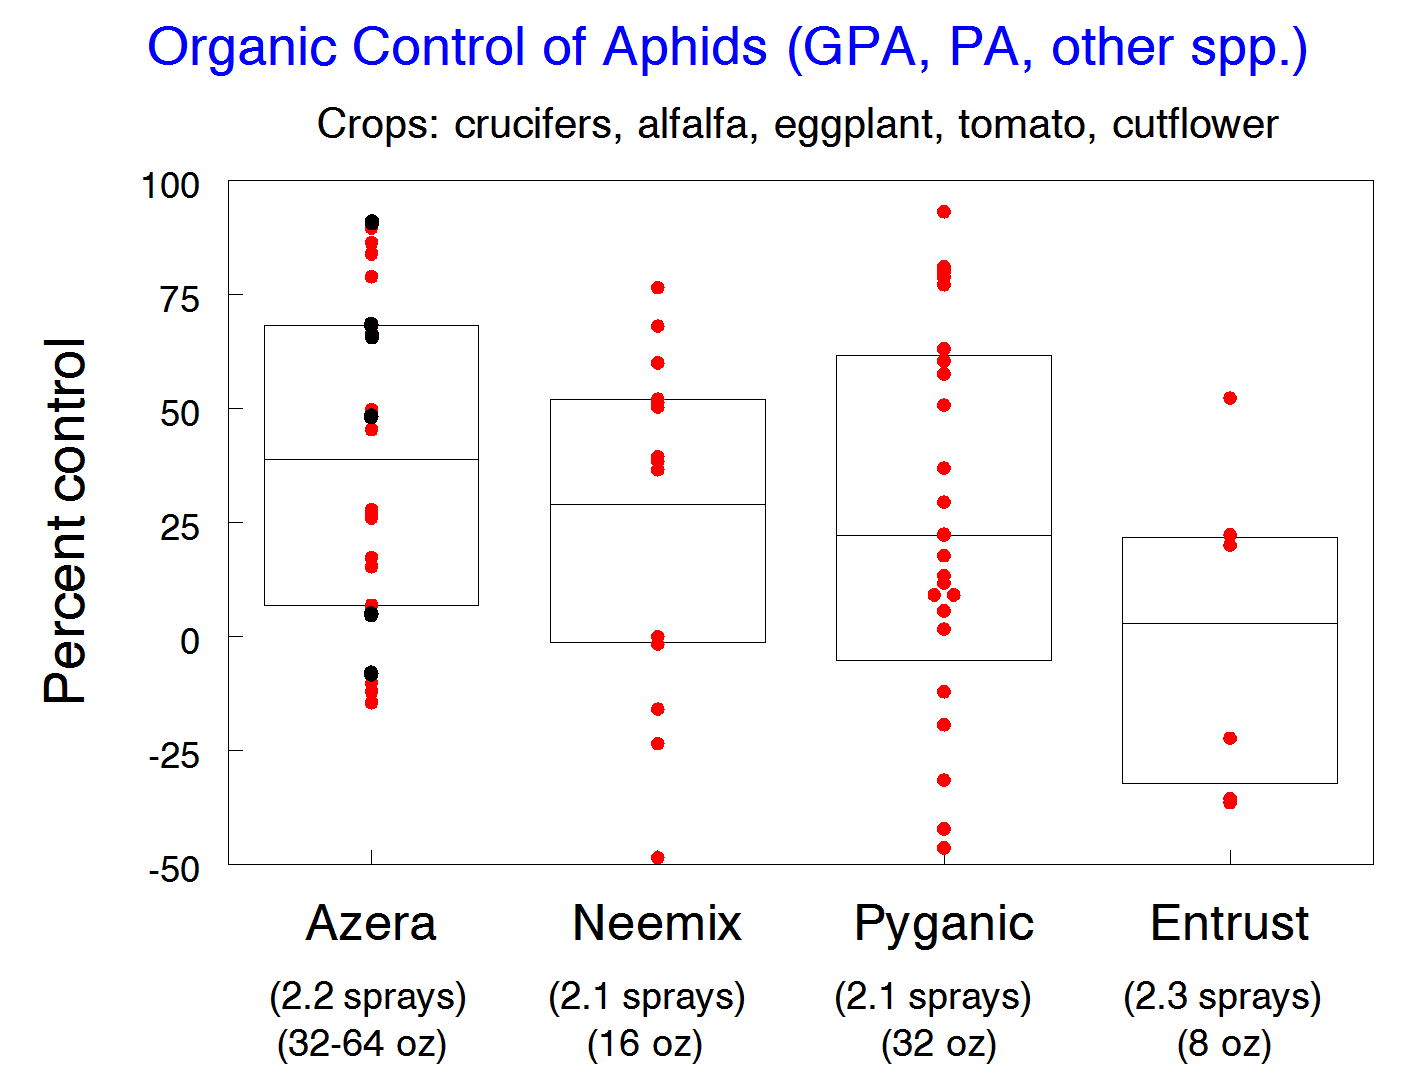 Organic Control of Aphids (GPA, PA, other spp.)
Crops: crucifers, alfalfa, eggplant, tomato, cutflower
Percent control
100
75
50
25
0
-25
-50
Azera Neemix Pyganic Entrust
(2.2 sprays) (2.1 sprays) (2.1 sprays) (2.3 sprays)
(32-64 oz) (16 oz) (32 oz) (8 oz)